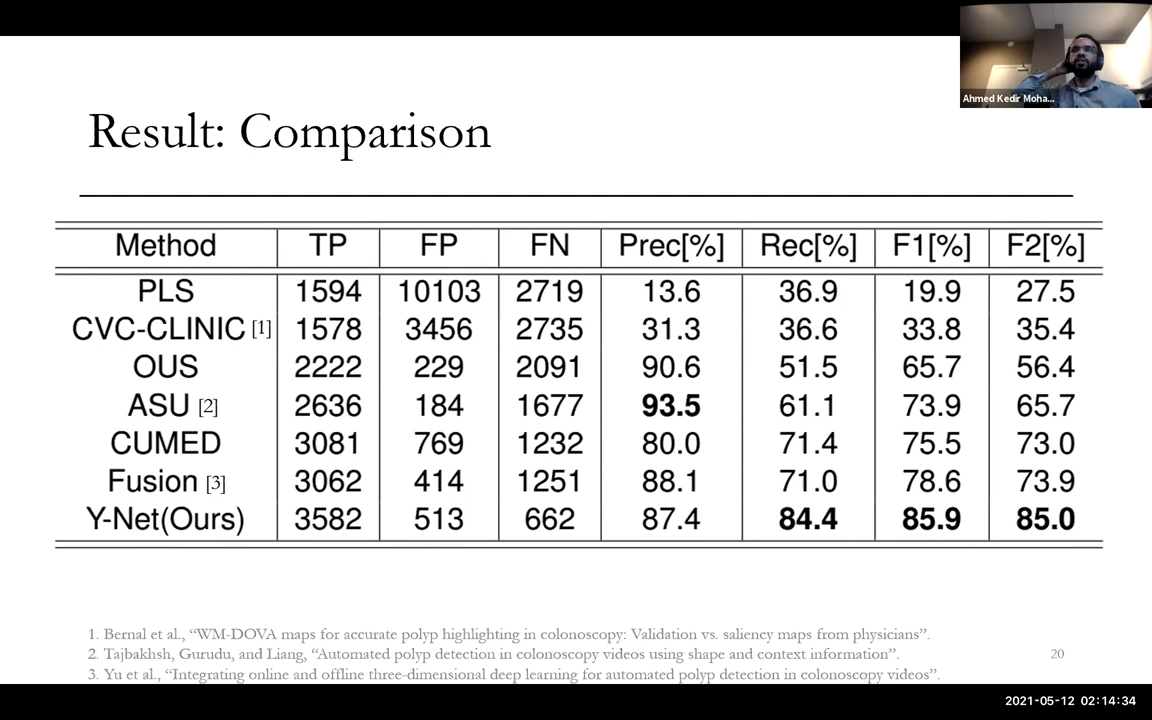 Ahmed Kedir Moha...
Result: Comparison
Method TP FP FN Prec[%] Rec[%] F1[%] F2[%]
PLS 1594 10103 2719 13.6 36.9 19.9 27.5
CVC-CLINIC [1] 1578 3456 2735 31.3 36.6 33.8 35.4
OUS 2222 229 2091 90.6 51.5 65.7 56.4
ASU [2] 2636 184 1677 93.5 61.1 73.9 65.7
CUMED 3081 769 1232 80.0 71.4 75.5 73.0
Fusion [3] 3062 414 1251 88.1 71.0 78.6 73.9
Y-Net(Ours) 3582 513 662 87.4 84.4 85.9 85.0
1. Bernal et al., “WM-DOVA maps for accurate polyp highlighting in colonoscopy: Validation vs. saliency maps from physicians”.
2. Tajbakhsh, Gurudu, and Liang, “Automated polyp detection in colonoscopy videos using shape and context information”.
3. Yu et al., “Integrating online and offline three-dimensional deep learning for automated polyp detection in colonoscopy videos”.
20
2021-05-12 02:14:34